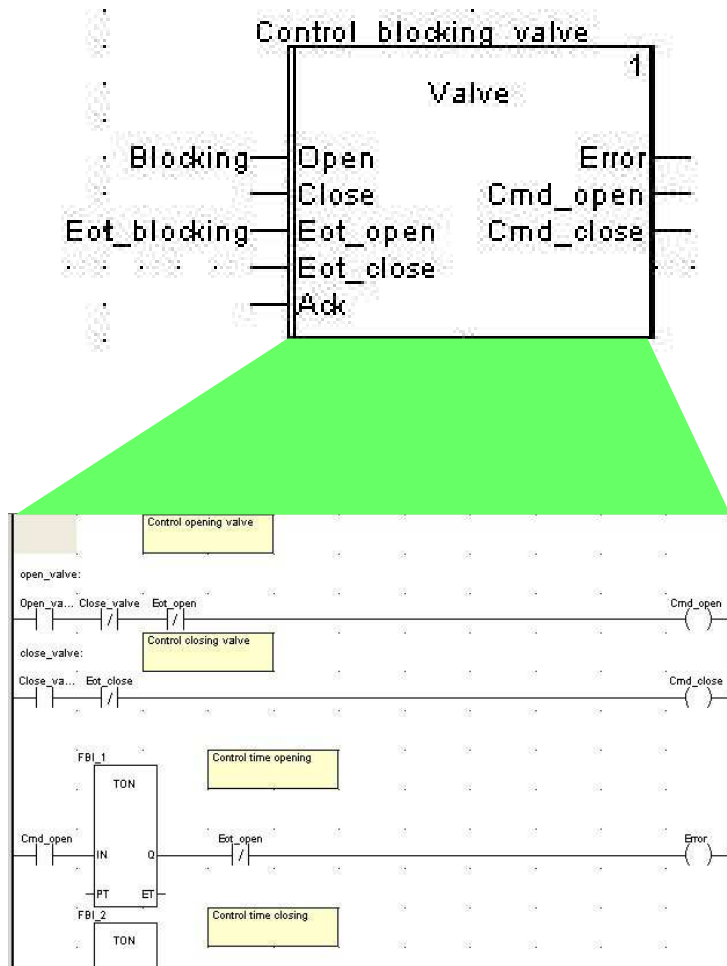 Control_blocking_valve
1
Valve
Blocking Open Error
Close Cmd_open
Eot_blocking Eot_open Cmd_close
Eot_close
Ack
Control opening valve
open_valve:
Open_va... Close_valve Eot_open Cmd_open
Control closing valve
close_valve:
Close_va... Eot_close Cmd_close
FBI_1
Control time opening
TON
Cmd_open Eot_open Error
IN Q
PT ET
FBI_2
Control time closing
TON